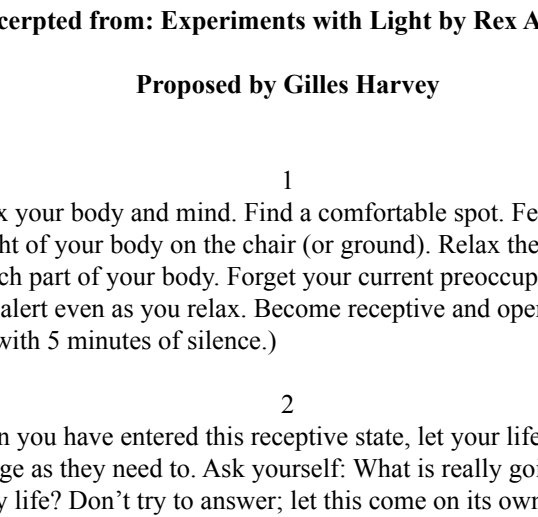 cerpted from: Experiments with Light by Rex A
Proposed by Gilles Harvey
1
x your body and mind. Find a comfortable spot. Fe
ht of your body on the chair (or ground). Relax the
ch part of your body. Forget your current preoccup
alert even as you relax. Become receptive and ope
with 5 minutes of silence.)
2
n you have entered this receptive state, let your life
ge as they need to. Ask yourself: What is really goi
y life? Don’t try to answer; let this come on its own